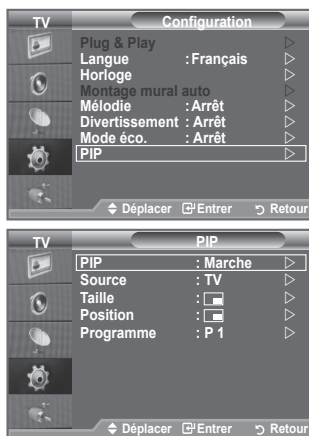 TV Configuration
Plug & Play
Langue : Français
Horloge
Montage mural auto
Mélodie : Arrêt
Divertissement : Arrêt
Mode éco. : Arrêt
PIP
Déplacer Entrer Retour
TV PIP
PIP : Marche
Source : TV
Taille :
Position :
Programme : P 1
Déplacer Entrer Retour